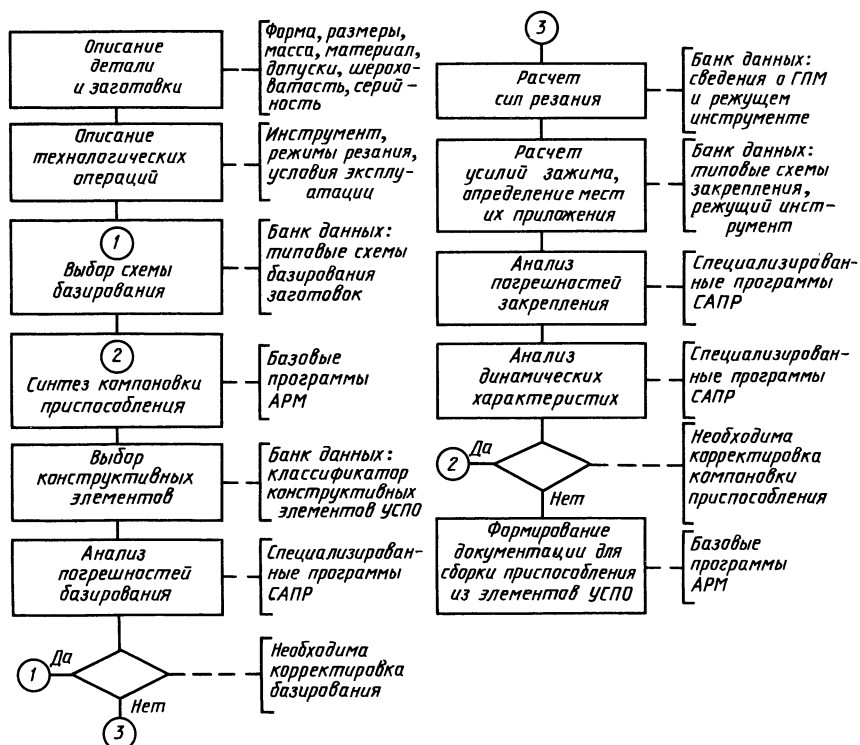 Описание
детали
и заготовки
Форма, размеры,
масса, материал,
допуски, шерохо-
ватость, серий-
ность
Описание
технологических
операций
Инструмент,
режимы резания,
условия эксплу-
атации
1
Выбор схемы
базирования
Банк данных:
типовые схемы
базирования
заготовок
2
Синтез компоновки
приспособления
Базовые
программы
АРМ
Выбор
конструктивных
элементов
Банк данных:
классификатор
конструктивных
элементов УСПО
Анализ
погрешностей
базирования
Специализирован-
ные программы
САПР
1
Да
Необходима
корректировка
базирования
Нет
3
3
Расчет
сил резания
Банк данных:
сведения о ГПМ
и режущем
инструменте
Расчет
усилий зажима,
определение мест
их приложения
Банк данных:
типовые схемы
закрепления,
режущий инст-
румент
Анализ
погрешностей
закрепления
Специализирован-
ные программы
САПР
Анализ
динамических
характеристик
Специализирован-
ные программы
САПР
2
Да
Необходима
корректировка
компоновки
приспособления
Нет
Формирование
документации для
сборки приспособления
из элементов УСПО
Базовые
программы
АРМ